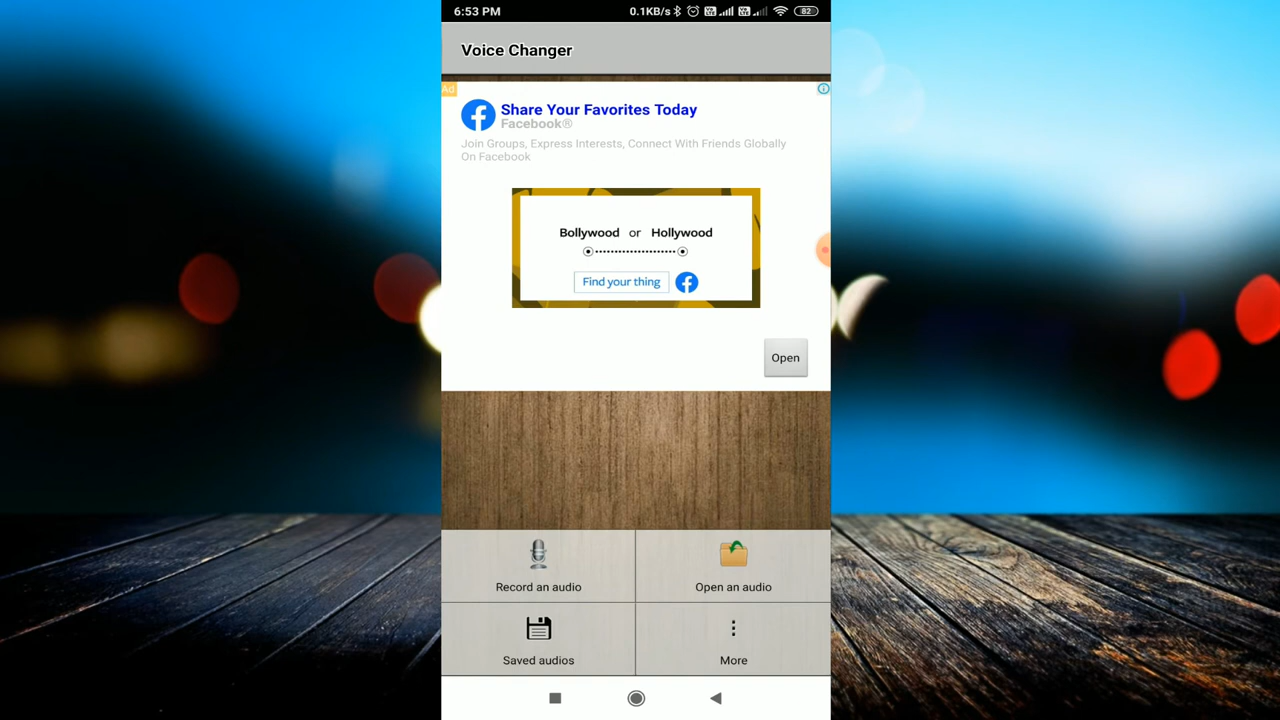 6:53 PM
0.1KB/s
82
Voice Changer
Ad
Share Your Favorites Today
Facebook®
Join Groups, Express Interests, Connect With Friends Globally
On Facebook
Bollywood or Hollywood
Find your thing
Open
Record an audio
Open an audio
Saved audios
More